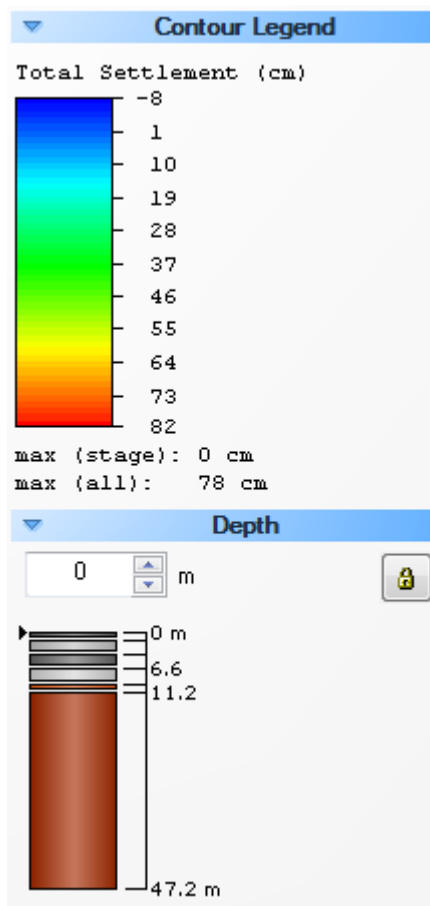 Contour Legend
Total Settlement (cm)
-8
1
10
19
28
37
46
55
64
73
82
max (stage): 0 cm
max (all): 78 cm
Depth
0 m
0 m
6.6
11.2
47.2 m